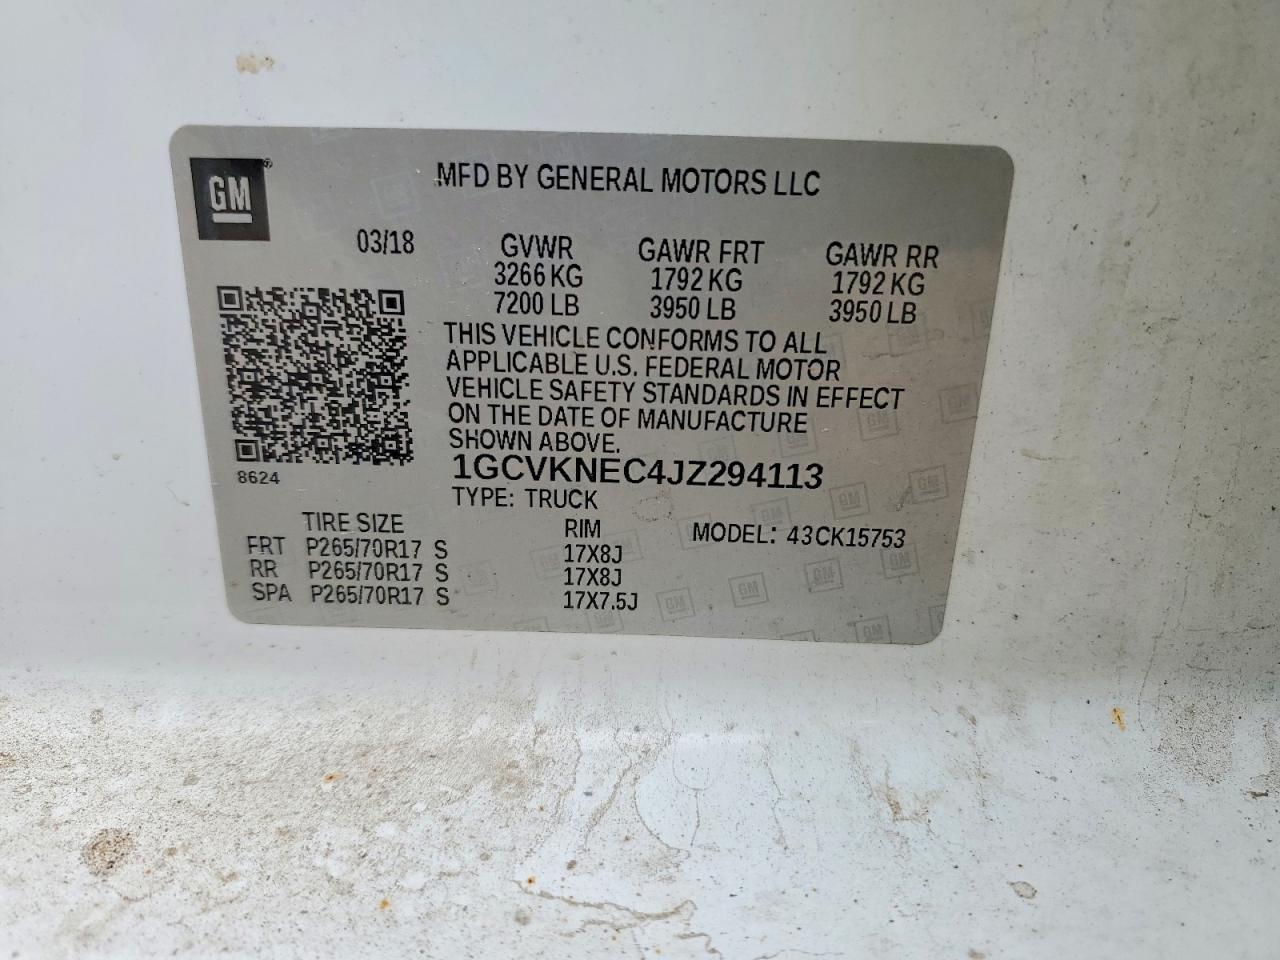 GM®
MFD BY GENERAL MOTORS LLC
03/18
GVWR GAWR FRT GAWR RR
3266 KG 1792 KG 1792 KG
7200 LB 3950 LB 3950 LB
THIS VEHICLE CONFORMS TO ALL
APPLICABLE U.S. FEDERAL MOTOR
VEHICLE SAFETY STANDARDS IN EFFECT
ON THE DATE OF MANUFACTURE
SHOWN ABOVE.
8624
1GCVKNEC4JZ294113
TYPE: TRUCK
TIRE SIZE RIM MODEL: 43CK15753
FRT P265/70R17 S 17X8J
RR P265/70R17 S 17X8J
SPA P265/70R17 S 17X7.5J